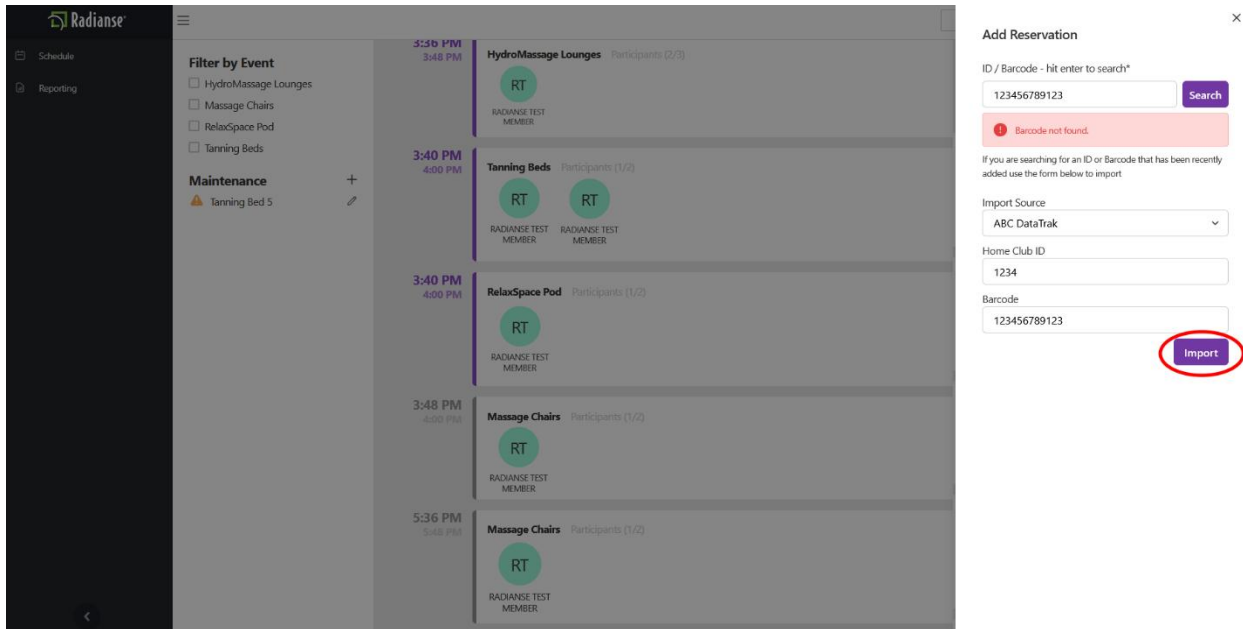 Radianse
Schedule
Reporting
Filter by Event
HydroMassage Lounges
Massage Chairs
RelaxSpace Pod
Tanning Beds
Maintenance +
Tanning Bed 5
3:36 PM
3:48 PM
HydroMassage Lounges Participants (2/3)
RT
RADIANSE TEST
MEMBER
3:40 PM
4:00 PM
Tanning Beds Participants (1/2)
RT RT
RADIANSE TEST RADIANSE TEST
MEMBER MEMBER
3:40 PM
4:00 PM
RelaxSpace Pod Participants (1/2)
RT
RADIANSE TEST
MEMBER
3:48 PM
4:00 PM
Massage Chairs Participants (1/2)
RT
RADIANSE TEST
MEMBER
5:36 PM
5:48 PM
Massage Chairs Participants (1/2)
RT
RADIANSE TEST
MEMBER
Add Reservation
ID / Barcode - hit enter to search*
123456789123 Search
Barcode not found.
If you are searching for an ID or Barcode that has been recently
added use the form below to import
Import Source
ABC DataTrak
Home Club ID
1234
Barcode
123456789123
Import